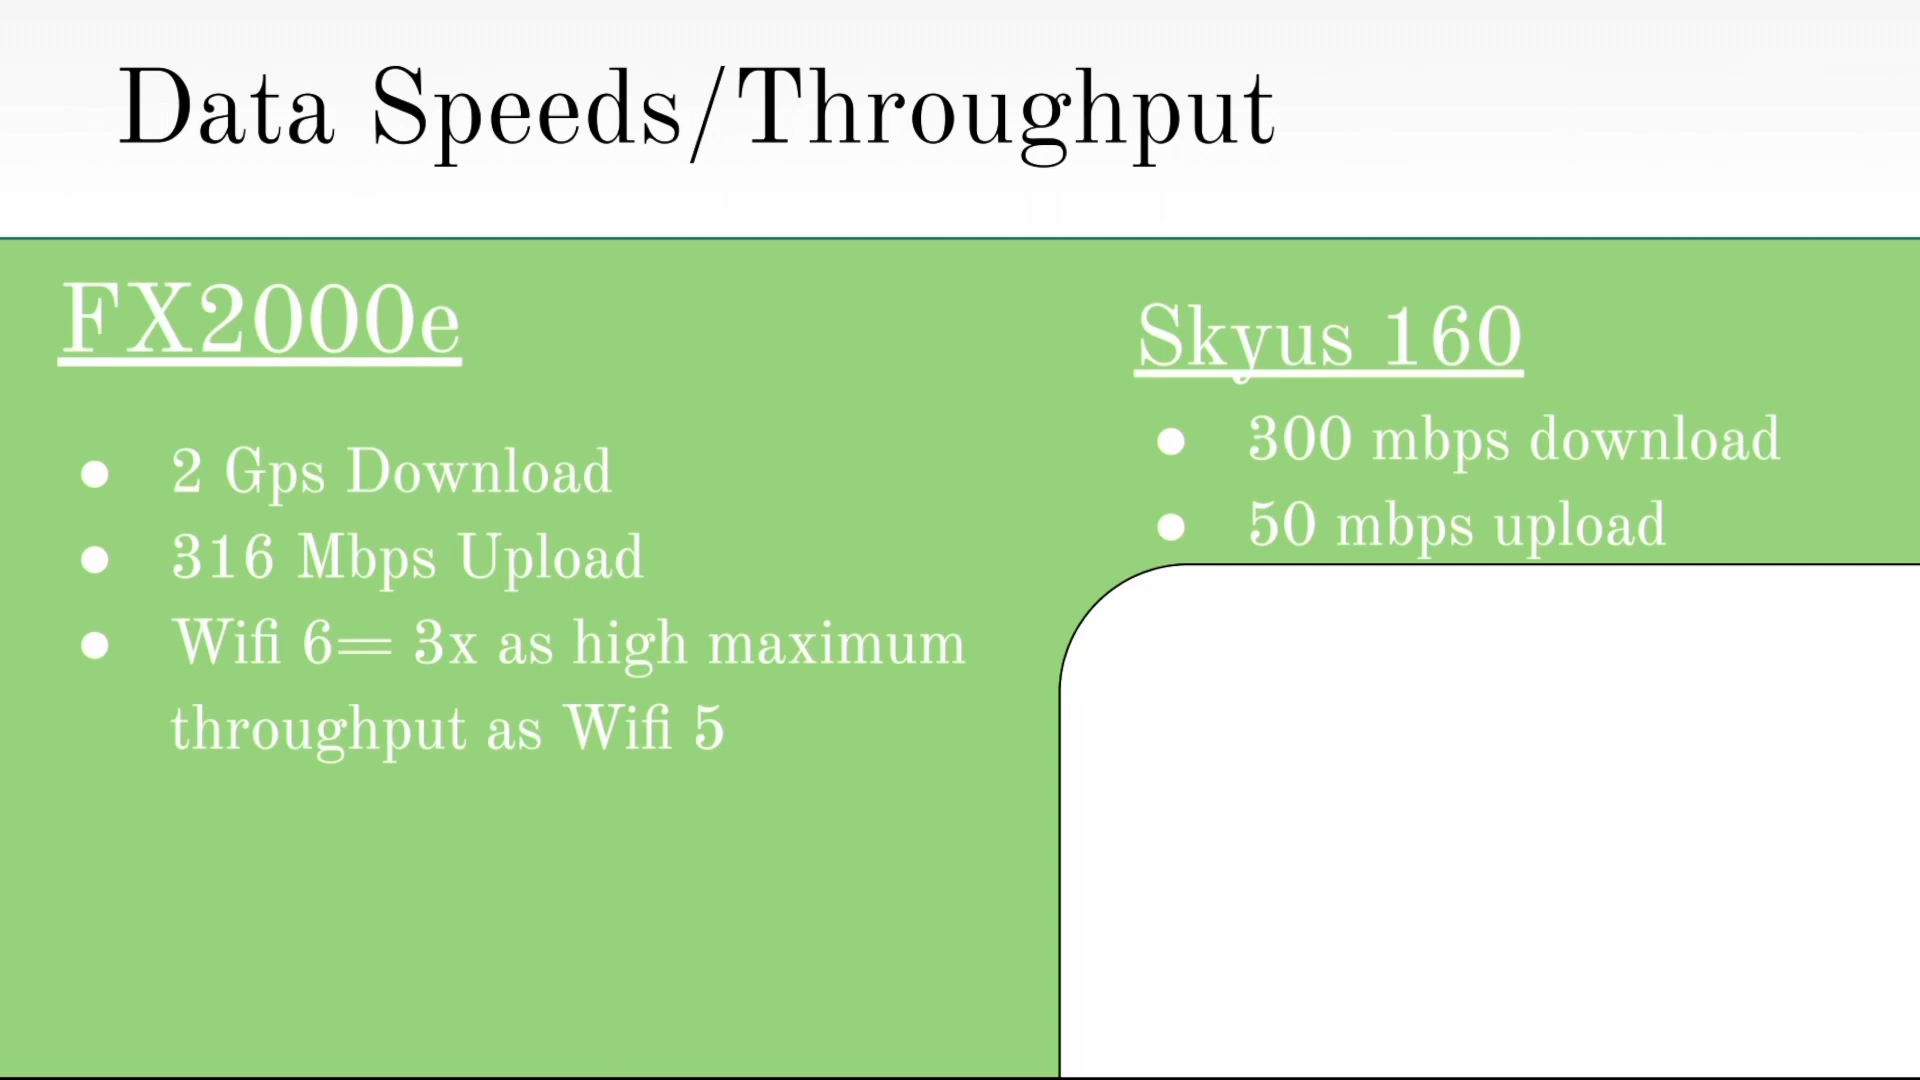 Data Speeds/Throughput
FX2000e
● 2 Gps Download
● 316 Mbps Upload
● Wifi 6= 3x as high maximum
throughput as Wifi 5
Skyus 160
● 300 mbps download
● 50 mbps upload